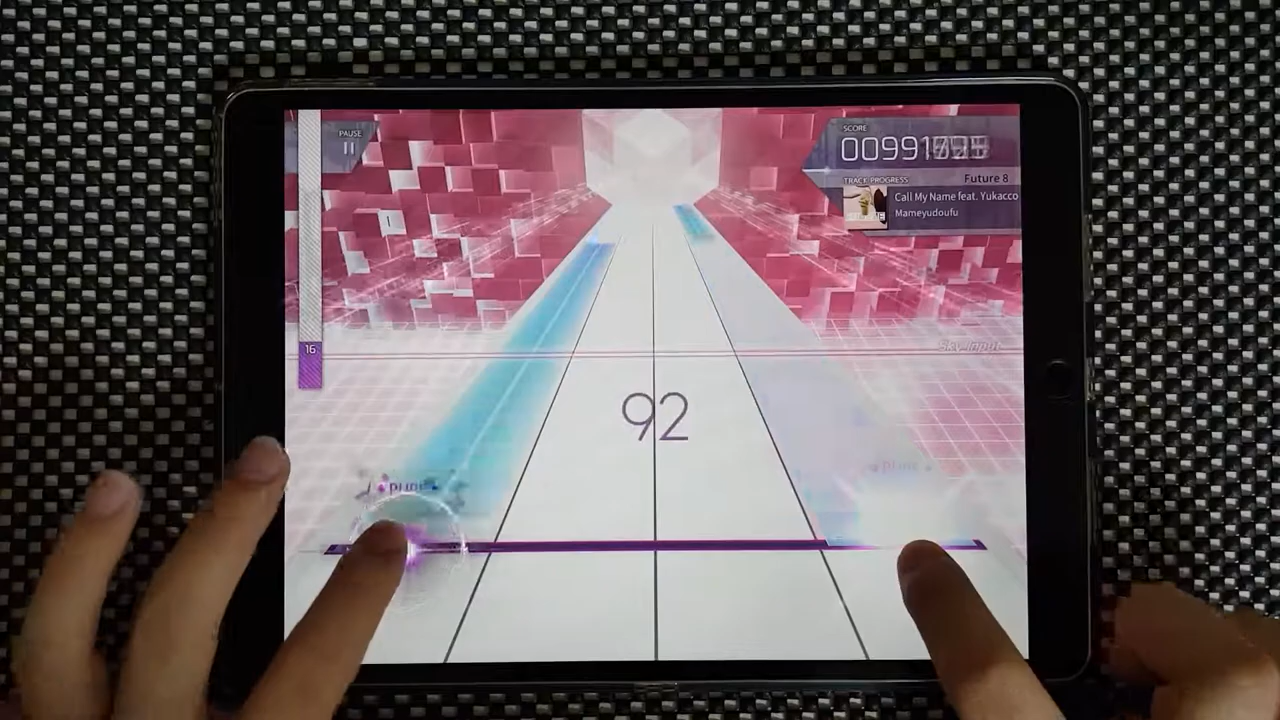 PAUSE
SCORE
TRACK PROGRESS
Future 8
Call My Name feat. Yukacco
Mameyudoufu
16
Sky Input
92